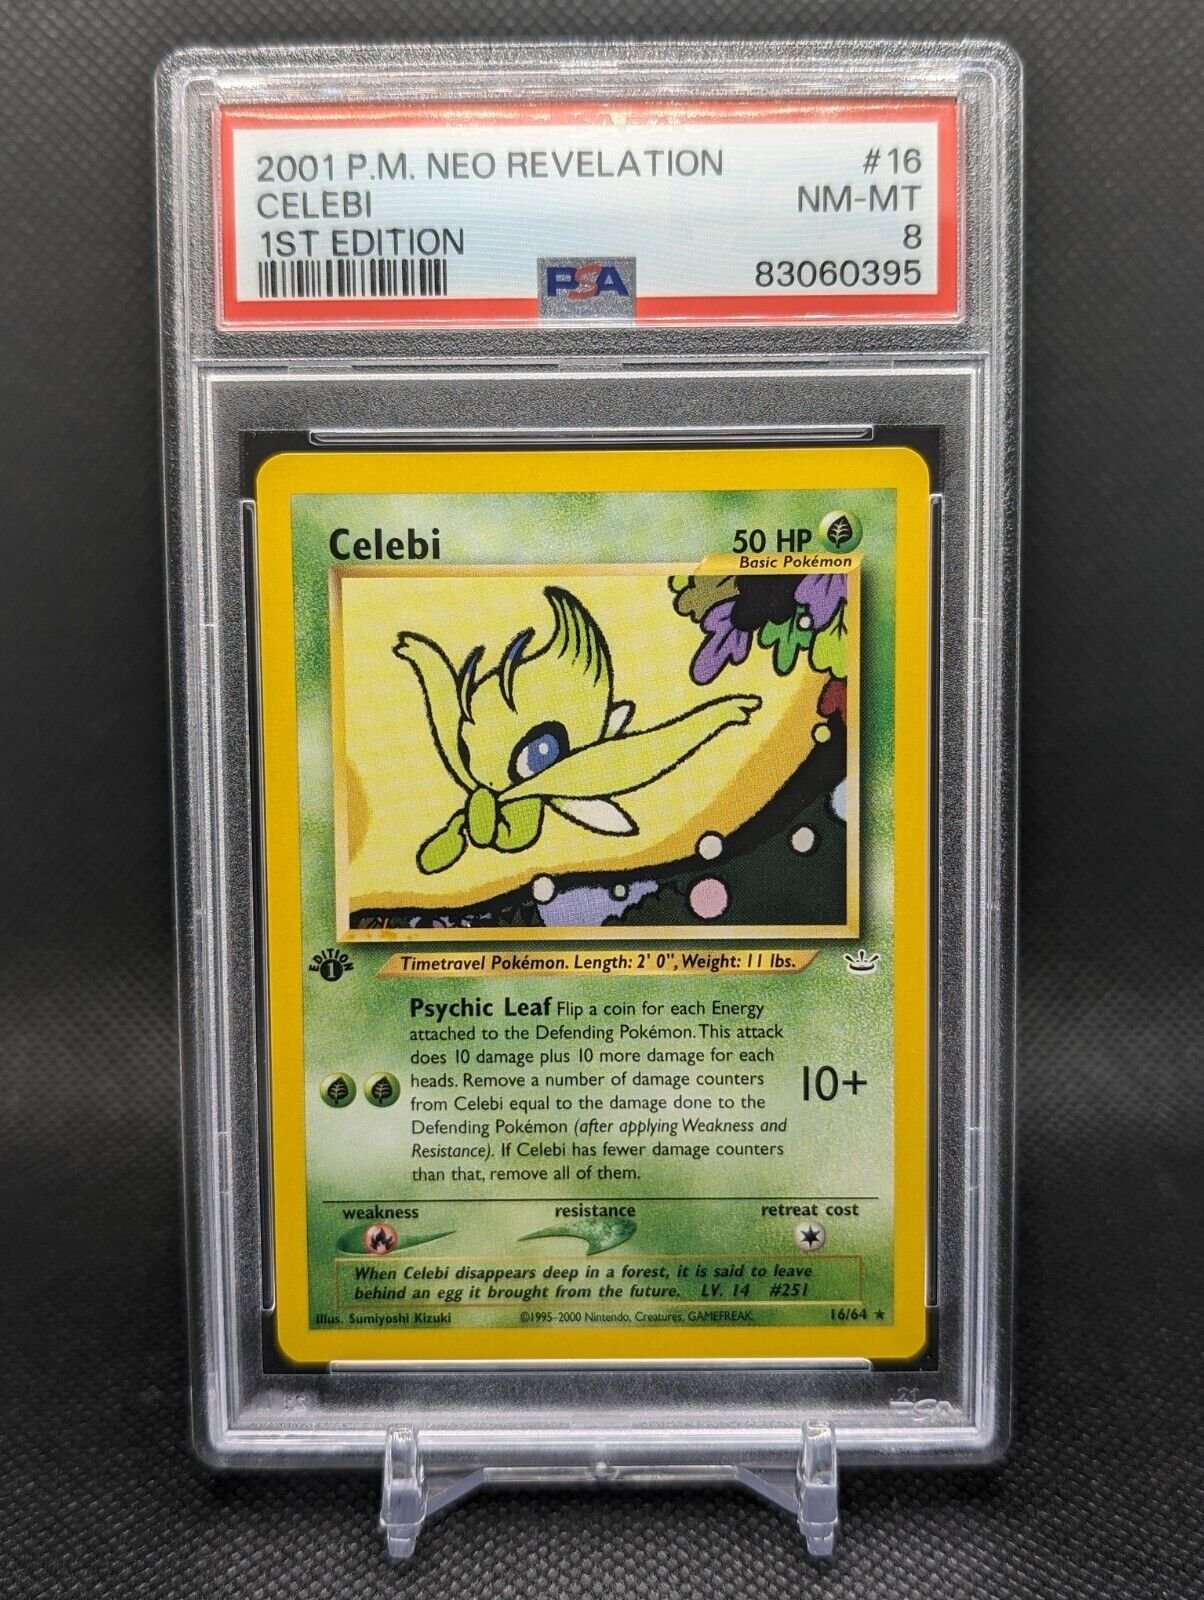 2001 P.M. NEO REVELATION #16
CELEBI NM-MT
1ST EDITION 8
PSA 83060395
Celebi 50 HP
Basic Pokémon
EDITION 1
Timetravel Pokémon. Length: 2' 0", Weight: 11 lbs.
Psychic Leaf Flip a coin for each Energy
attached to the Defending Pokémon. This attack
does 10 damage plus 10 more damage for each
heads. Remove a number of damage counters
from Celebi equal to the damage done to the
Defending Pokémon (after applying Weakness and
Resistance). If Celebi has fewer damage counters
than that, remove all of them.
10+
weakness resistance retreat cost
When Celebi disappears deep in a forest, it is said to leave
behind an egg it brought from the future. LV. 14 #251
Illus. Sumiyoshi Kizuki ©1995-2000 Nintendo, Creatures, GAMEFREAK. 16/64 ★